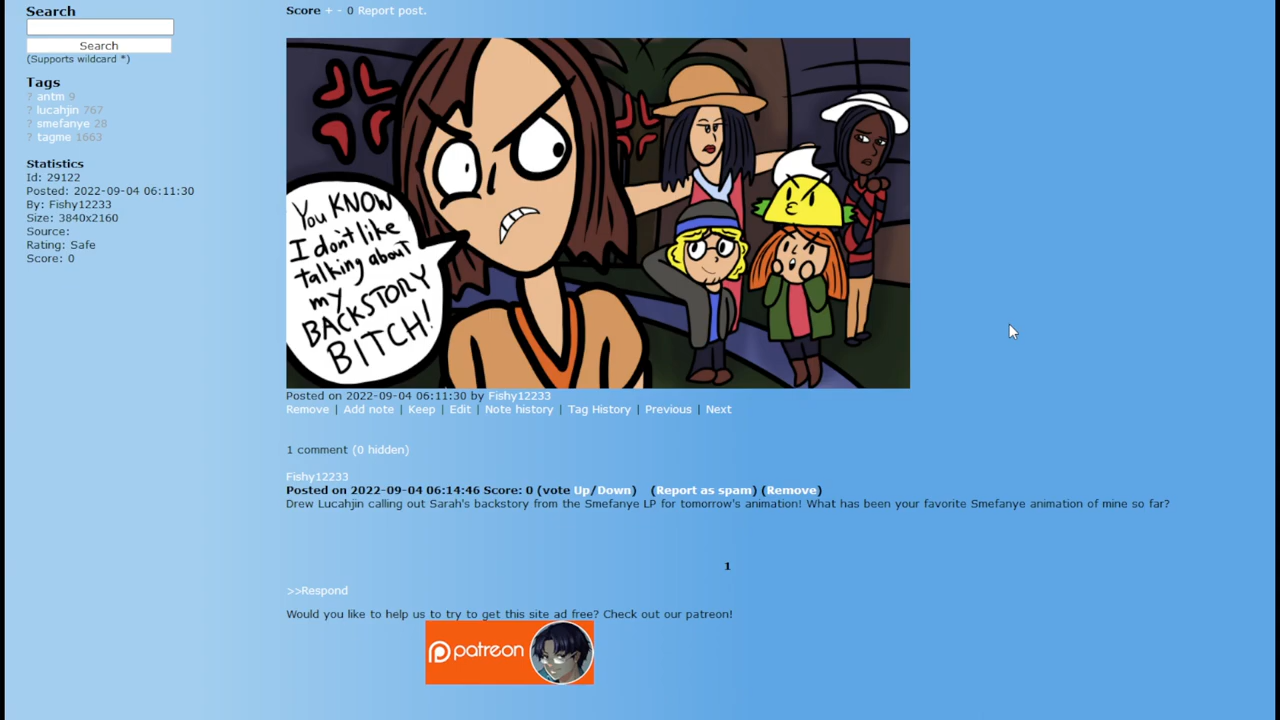 Search
Search
(Supports wildcard *)
Tags
? antm 9
? lucahjin 767
? smefanye 28
? tagme 1663
Statistics
Id: 29122
Posted: 2022-09-04 06:11:30
By: Fishy12233
Size: 3840x2160
Source:
Rating: Safe
Score: 0
Score + - 0 Report post.
You KNOW
I don't like
talking about
my
BACKSTORY
BITCH!
Posted on 2022-09-04 06:11:30 by Fishy12233
Remove | Add note | Keep | Edit | Note history | Tag History | Previous | Next
1 comment (0 hidden)
Fishy12233
Posted on 2022-09-04 06:14:46 Score: 0 (vote Up/Down) (Report as spam) (Remove)
Drew Lucahjin calling out Sarah's backstory from the Smefanye LP for tomorrow's animation! What has been your favorite Smefanye animation of mine so far?
1
>>Respond
Would you like to help us to try to get this site ad free? Check out our patreon!
patreon